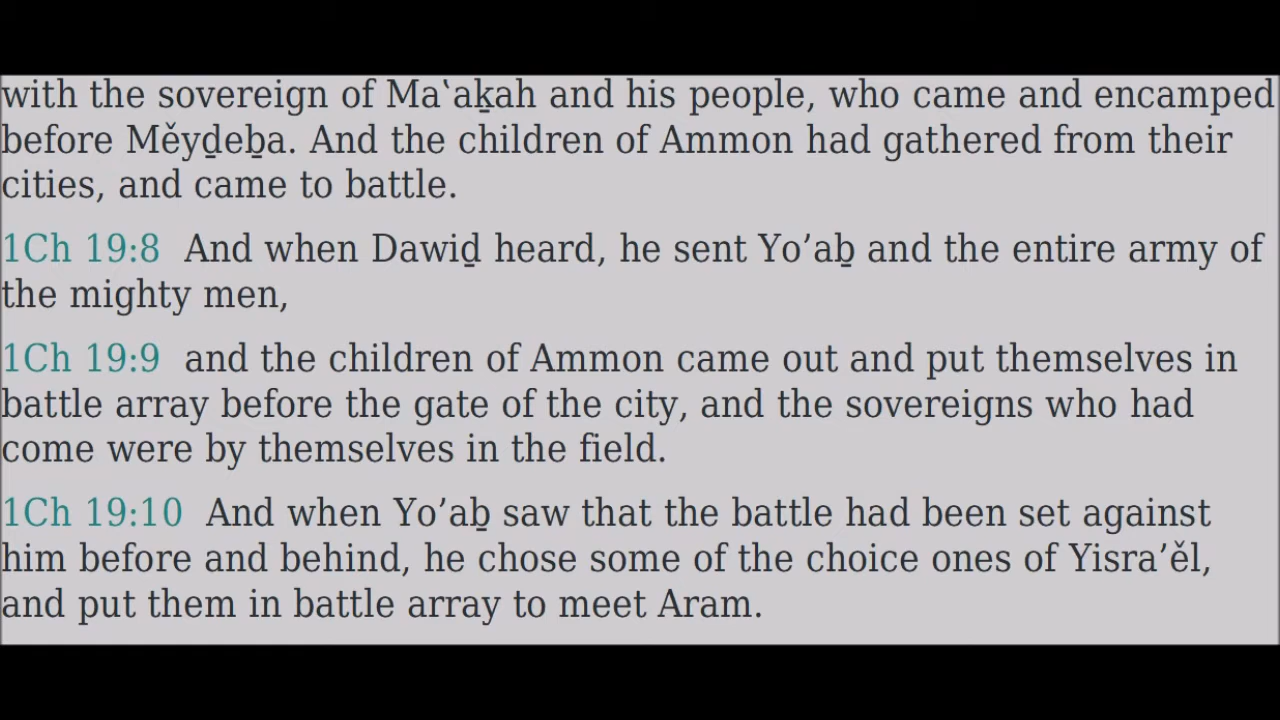 with the sovereign of Maʽaḵah and his people, who came and encamped
before Měyḏeḇa. And the children of Ammon had gathered from their
cities, and came to battle.
1Ch 19:8 And when Dawiḏ heard, he sent Yo’aḇ and the entire army of
the mighty men,
1Ch 19:9 and the children of Ammon came out and put themselves in
battle array before the gate of the city, and the sovereigns who had
come were by themselves in the field.
1Ch 19:10 And when Yo’aḇ saw that the battle had been set against
him before and behind, he chose some of the choice ones of Yisra’ěl,
and put them in battle array to meet Aram.